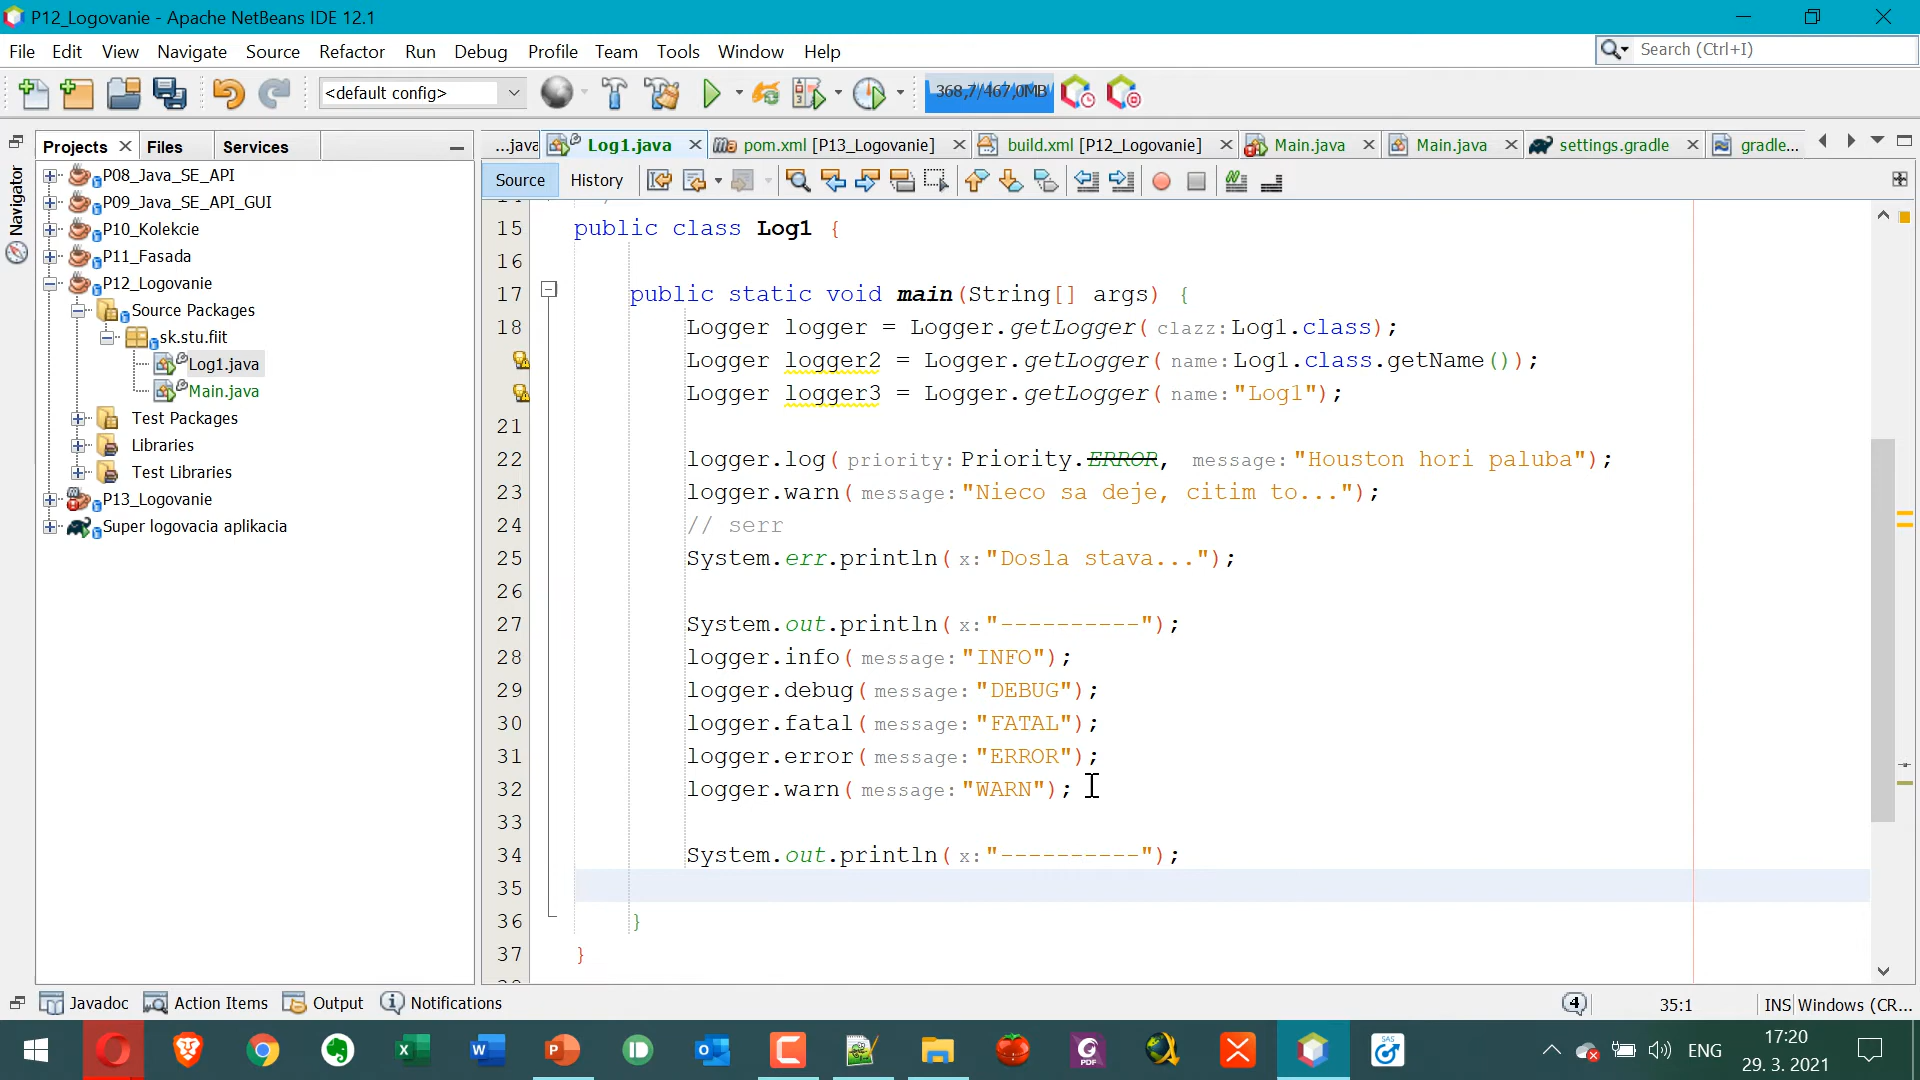 P12_Logovanie - Apache NetBeans IDE 12.1
File Edit View Navigate Source Refactor Run Debug Profile Team Tools Window Help
Search (Ctrl+I)
<default config>
368,7/467,0MB
Projects Files Services
...java Log1.java pom.xml [P13_Logovanie] build.xml [P12_Logovanie] Main.java Main.java settings.gradle gradle...
Source History
Navigator
P08_Java_SE_API
P09_Java_SE_API_GUI
P10_Kolekcie
P11_Fasada
P12_Logovanie
Source Packages
sk.stu.fiit
Log1.java
Main.java
Test Packages
Libraries
Test Libraries
P13_Logovanie
Super logovacia aplikacia
15 public class Log1 {
16
17 public static void main(String[] args) {
18 Logger logger = Logger.getLogger(clazz:Log1.class);
Logger logger2 = Logger.getLogger(name:Log1.class.getName());
Logger logger3 = Logger.getLogger(name:"Log1");
21
22 logger.log(priority:Priority.ERROR, message:"Houston hori paluba");
23 logger.warn(message:"Nieco sa deje, citim to...");
24 // serr
25 System.err.println(x:"Dosla stava...");
26
27 System.out.println(x:"----------");
28 logger.info(message:"INFO");
29 logger.debug(message:"DEBUG");
30 logger.fatal(message:"FATAL");
31 logger.error(message:"ERROR");
32 logger.warn(message:"WARN");
33
34 System.out.println(x:"----------");
35
36 }
37 }
Javadoc Action Items Output Notifications
4 35:1 INS Windows (CR...
ENG
17:20
29. 3. 2021